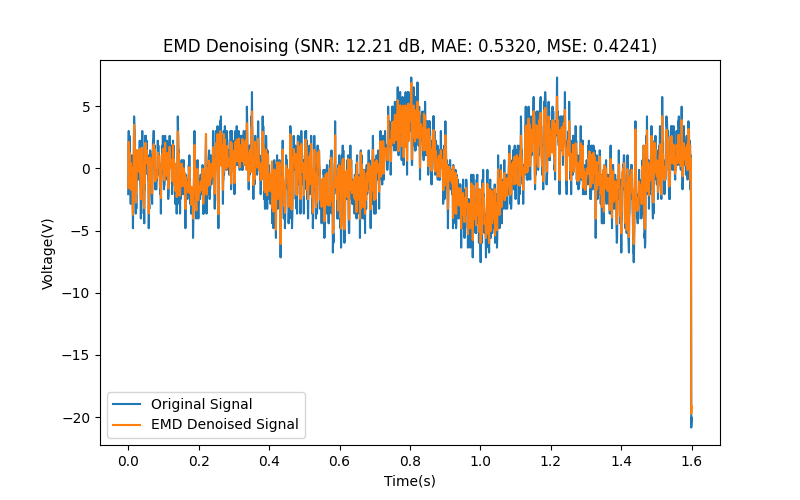 EMD Denoising (SNR: 12.21 dB, MAE: 0.5320, MSE: 0.4241)
5
0
−5
−10
−15
−20
Voltage(V)
Original Signal
EMD Denoised Signal
0.0 0.2 0.4 0.6 0.8 1.0 1.2 1.4 1.6
Time(s)